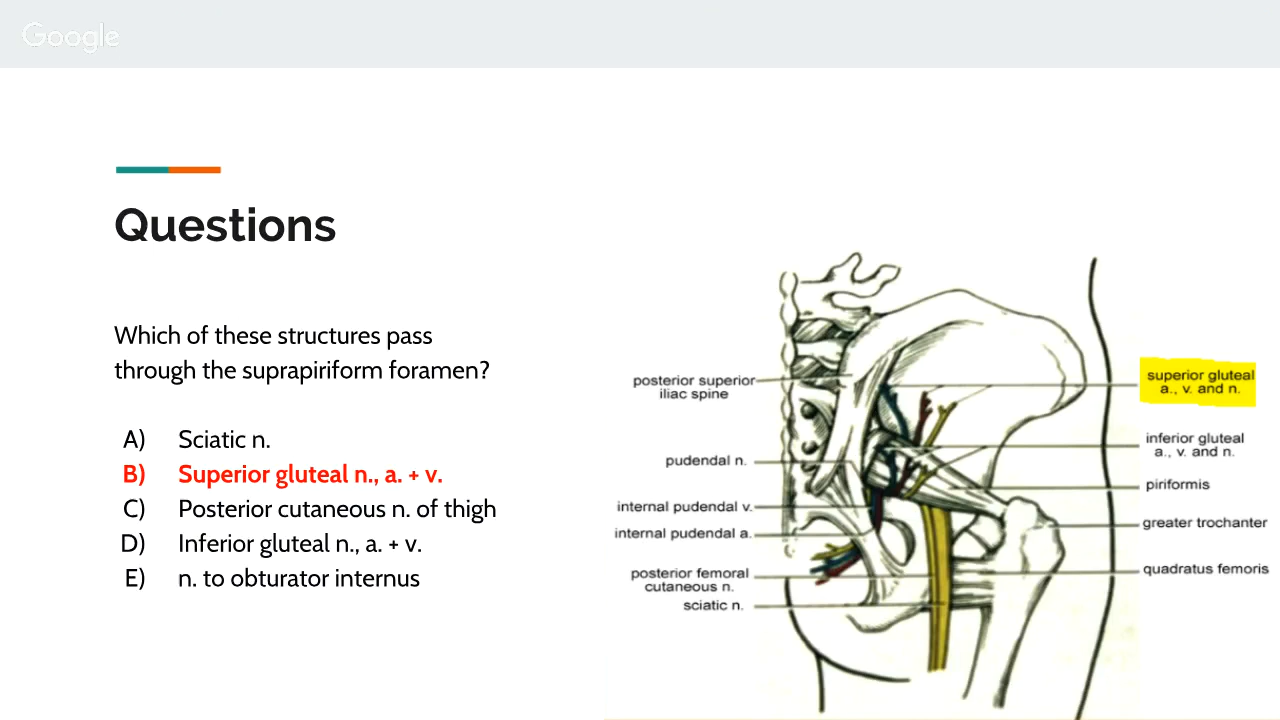 Google
Questions
Which of these structures pass
through the suprapiriform foramen?
A) Sciatic n.
B) Superior gluteal n., a. + v.
C) Posterior cutaneous n. of thigh
D) Inferior gluteal n., a. + v.
E) n. to obturator internus
posterior superior
iliac spine
pudendal n.
internal pudendal v.
internal pudendal a.
posterior femoral
cutaneous n.
sciatic n.
superior gluteal
a., v. and n.
inferior gluteal
a., v. and n.
piriformis
greater trochanter
quadratus femoris